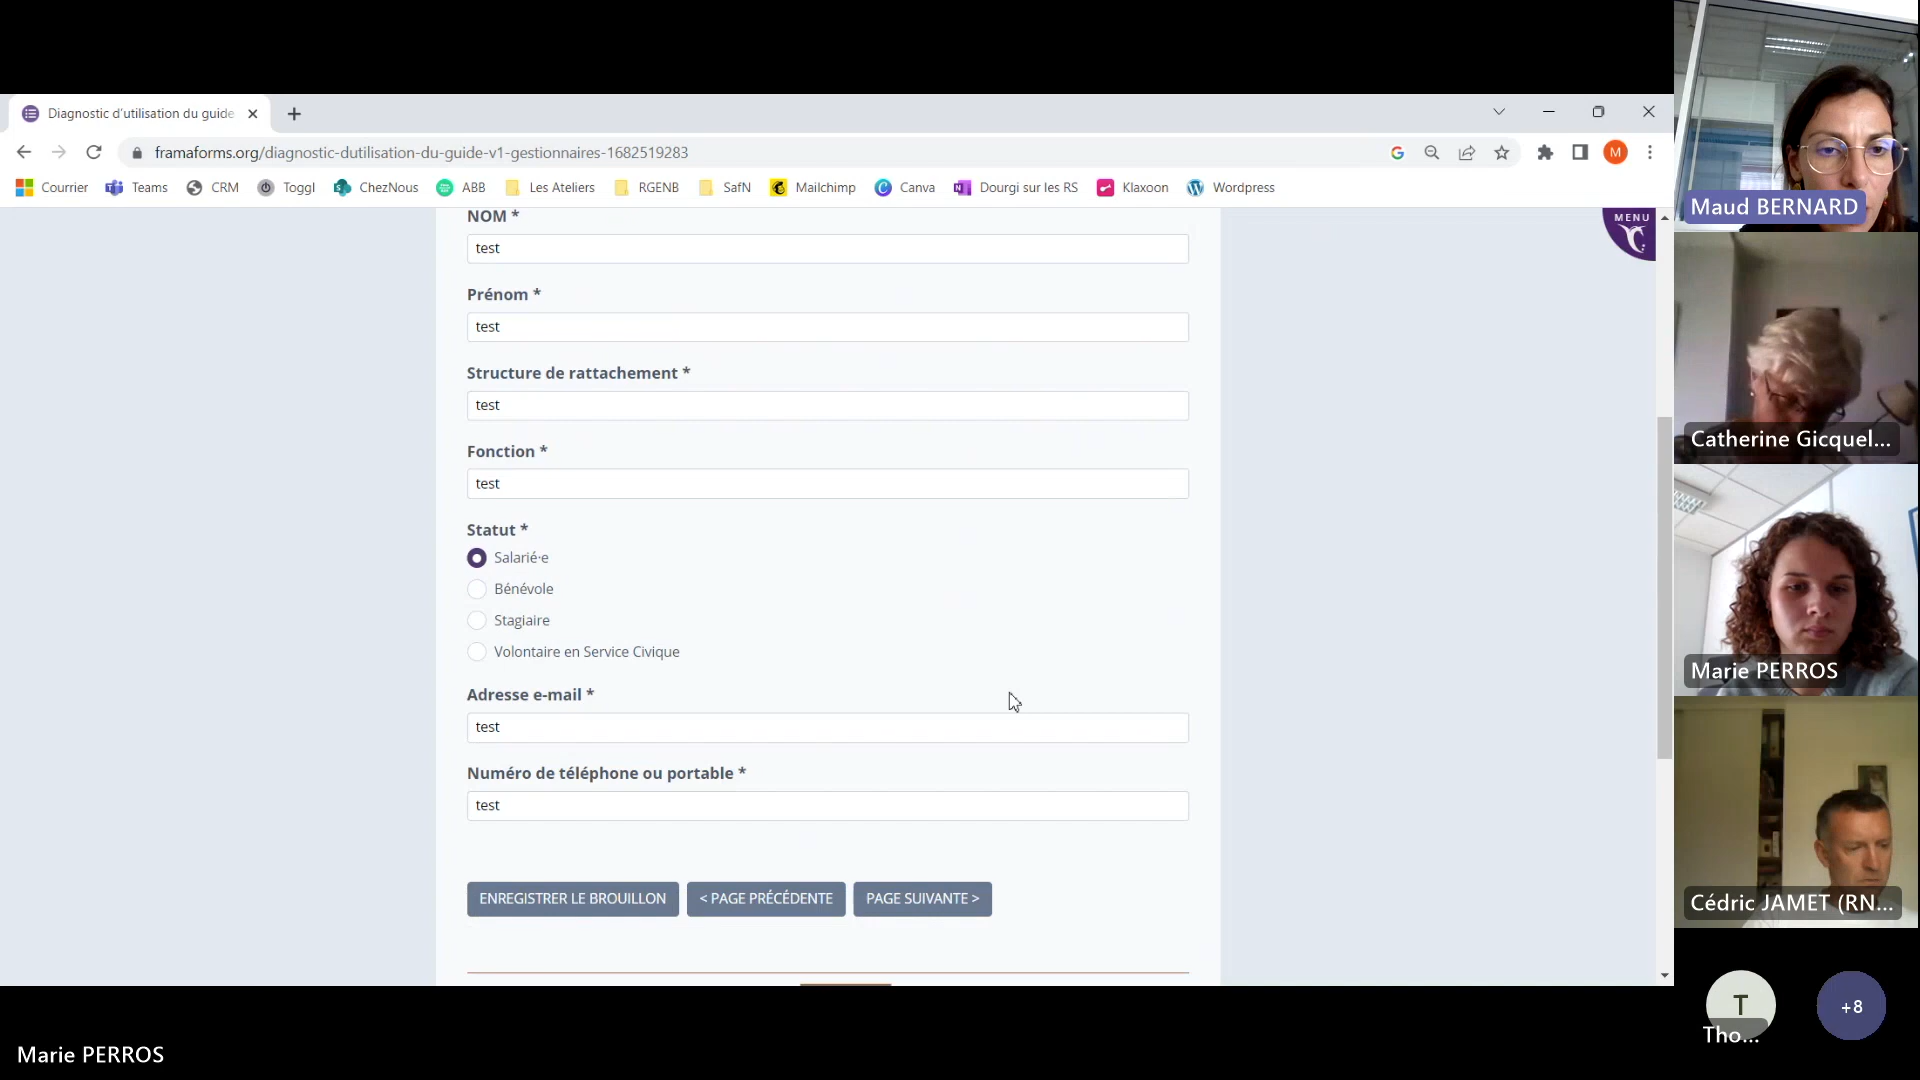 Diagnostic d'utilisation du guide
framaforms.org/diagnostic-dutilisation-du-guide-v1-gestionnaires-1682519283
M
Courrier Teams CRM Toggl ChezNous ABB Les Ateliers RGENB SafN Mailchimp Canva Dourgi sur les RS Klaxoon Wordpress
MENU
NOM *
test
Prénom *
test
Structure de rattachement *
test
Fonction *
test
Statut *
Salarié·e
Bénévole
Stagiaire
Volontaire en Service Civique
Adresse e-mail *
test
Numéro de téléphone ou portable *
test
ENREGISTRER LE BROUILLON
< PAGE PRÉCÉDENTE
PAGE SUIVANTE >
Maud BERNARD
Catherine Gicquel...
Marie PERROS
Cédric JAMET (RN...
T
Tho...
+8
Marie PERROS